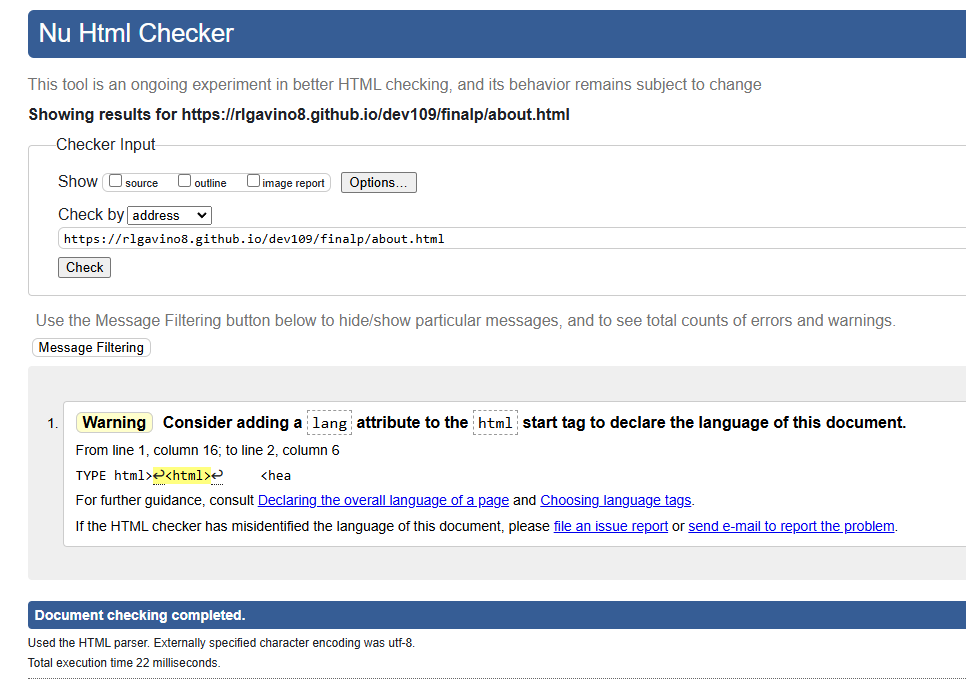 Nu Html Checker
This tool is an ongoing experiment in better HTML checking, and its behavior remains subject to change
Showing results for https://rlgavino8.github.io/dev109/finalp/about.html
Checker Input
Show source outline image report Options...
Check by address
https://rlgavino8.github.io/dev109/finalp/about.html
Check
Use the Message Filtering button below to hide/show particular messages, and to see total counts of errors and warnings.
Message Filtering
1. Warning Consider adding a lang attribute to the html start tag to declare the language of this document.
From line 1, column 16; to line 2, column 6
TYPE html>↩<html>↩ <hea
For further guidance, consult Declaring the overall language of a page and Choosing language tags.
If the HTML checker has misidentified the language of this document, please file an issue report or send e-mail to report the problem.
Document checking completed.
Used the HTML parser. Externally specified character encoding was utf-8.
Total execution time 22 milliseconds.